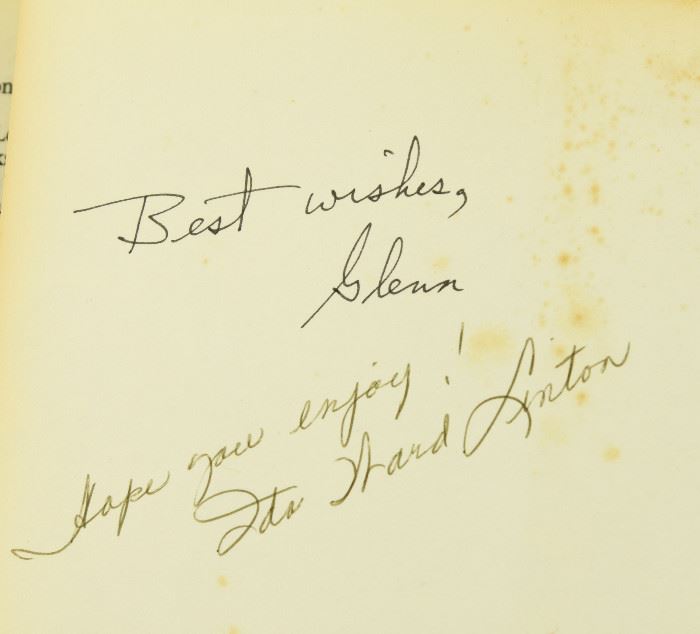 Best wishes,
Glenn
Hope you enjoy!
Ida Ward Linton